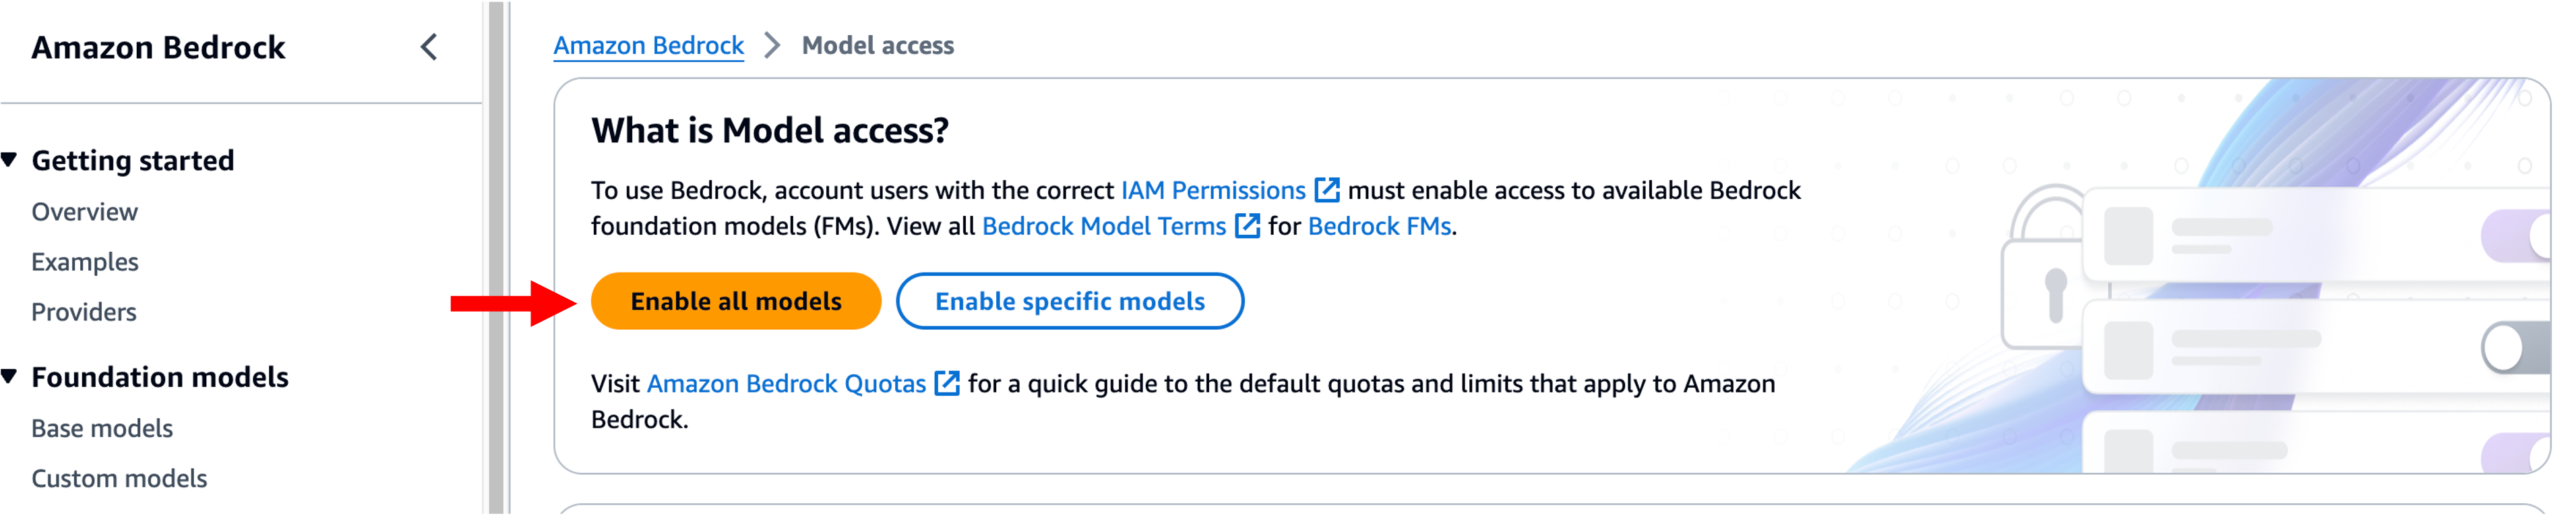 Amazon Bedrock
Getting started
Overview
Examples
Providers
Foundation models
Base models
Custom models
Amazon Bedrock > Model access
What is Model access?
To use Bedrock, account users with the correct IAM Permissions must enable access to available Bedrock
foundation models (FMs). View all Bedrock Model Terms for Bedrock FMs.
Enable all models Enable specific models
Visit Amazon Bedrock Quotas for a quick guide to the default quotas and limits that apply to Amazon
Bedrock.